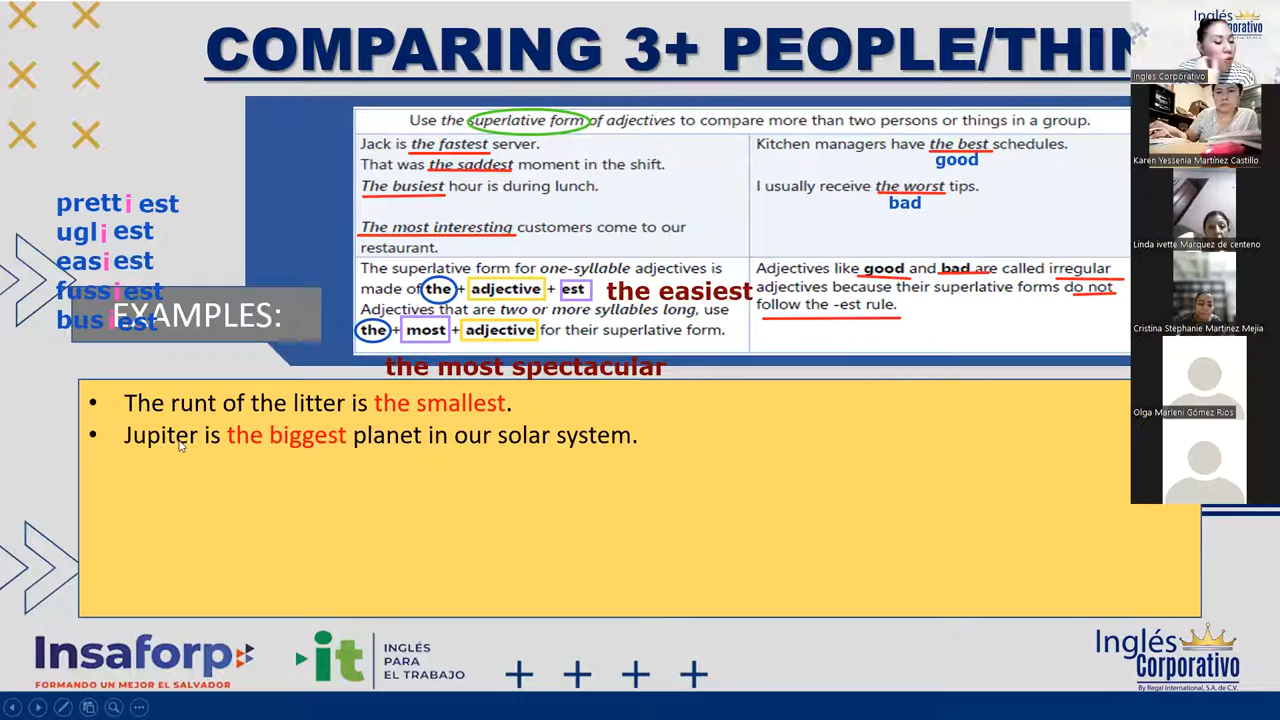 COMPARING 3+ PEOPLE/THIN
Use the superlative form of adjectives to compare more than two persons or things in a group.
Jack is the fastest server.
That was the saddest moment in the shift.
The busiest hour is during lunch.
The most interesting customers come to our
restaurant.
Kitchen managers have the best schedules.
good
I usually receive the worst tips.
bad
The superlative form for one-syllable adjectives is
made of the + adjective + est the easiest
Adjectives that are two or more syllables long, use
the + most + adjective for their superlative form.
the most spectacular
Adjectives like good and bad are called irregular
adjectives because their superlative forms do not
follow the -est rule.
prettiest
ugliest
easiest
fussiest
busiest
EXAMPLES:
• The runt of the litter is the smallest.
• Jupiter is the biggest planet in our solar system.
Inglés
Corporativo
Ingles Corporativo
Karen Yessenia Martínez Castillo
Linda ivette Marquez de centeno
Cristina Stephanie Martinez Mejia
Olga Marleni Gómez Rios
Insaforp
FORMANDO UN MEJOR EL SALVADOR
it
INGLÉS
PARA
EL TRABAJO
Inglés
Corporativo
By Regal International, S.A. de C.V.